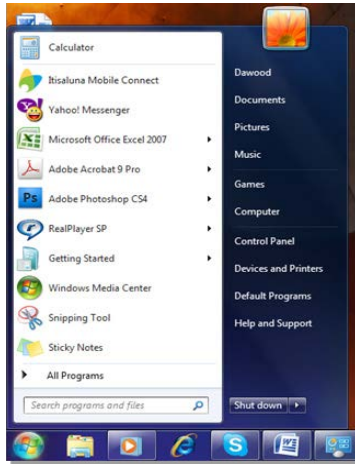 Calculator
Itisaluna Mobile Connect
Yahoo! Messenger
Microsoft Office Excel 2007
Adobe Acrobat 9 Pro
Ps Adobe Photoshop CS4
RealPlayer SP
Getting Started
Windows Media Center
Snipping Tool
Sticky Notes
All Programs
Search programs and files
Dawood
Documents
Pictures
Music
Games
Computer
Control Panel
Devices and Printers
Default Programs
Help and Support
Shut down